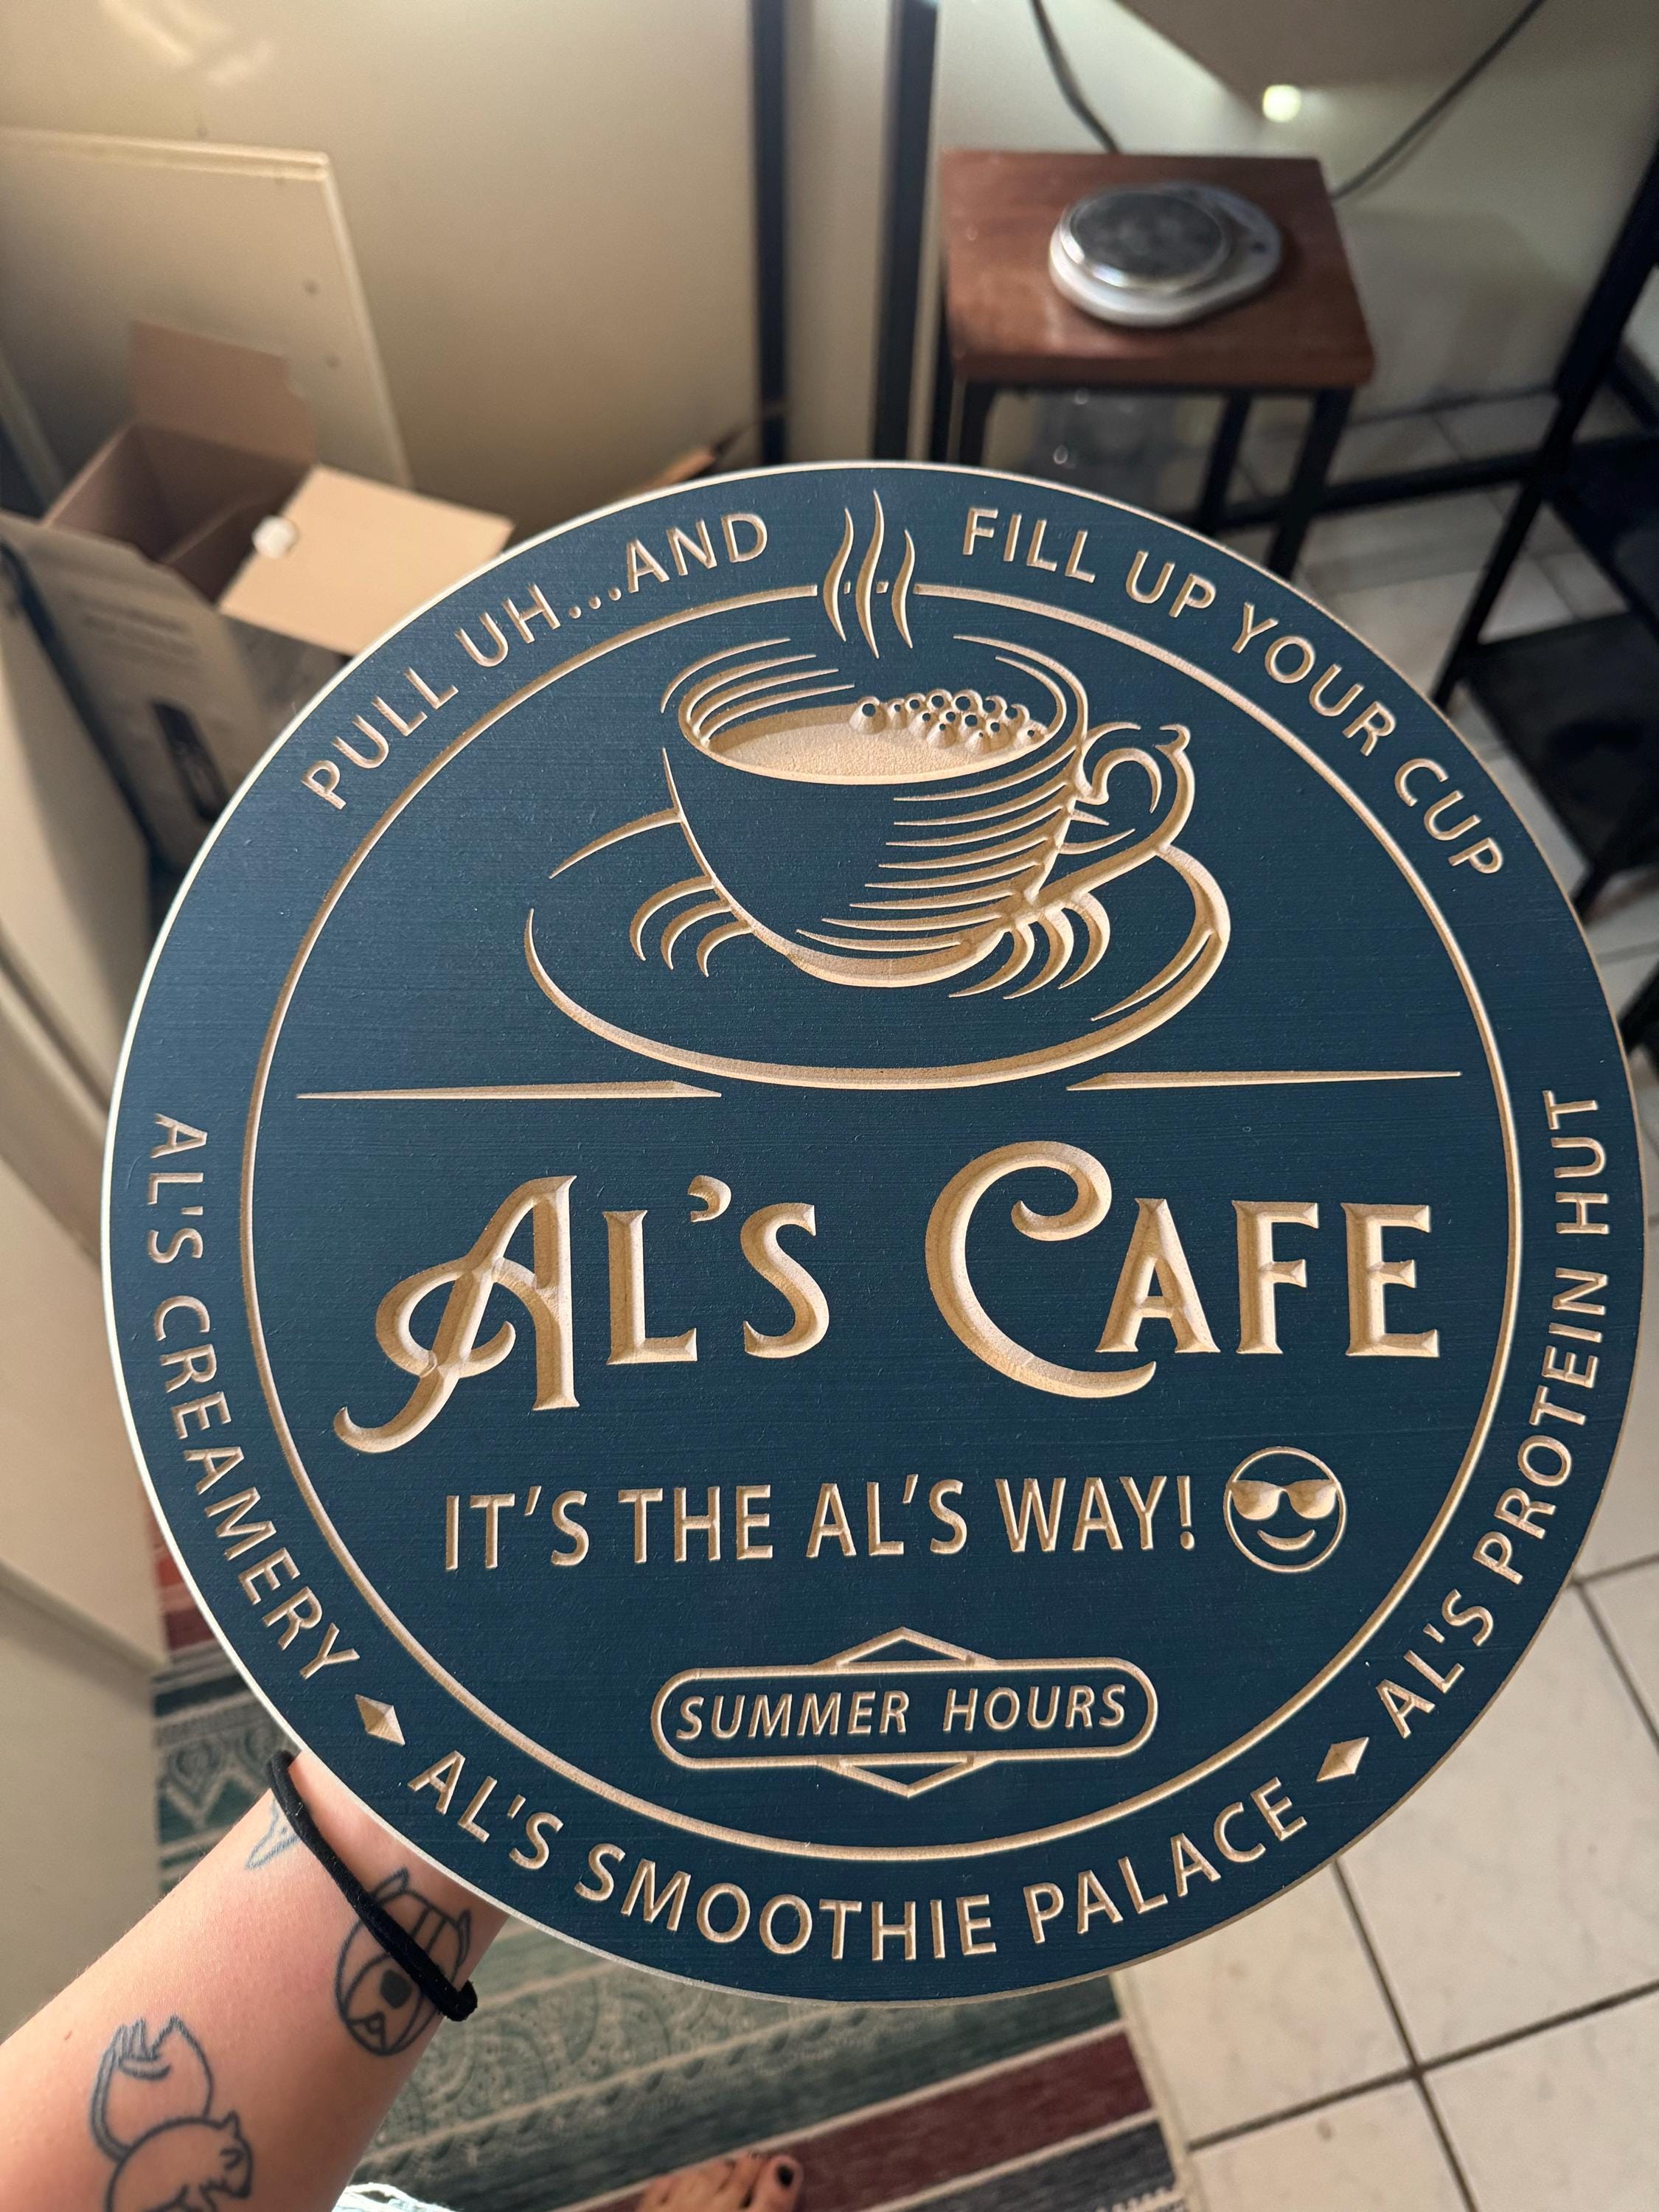 PULL UH...AND FILL UP YOUR CUP
AL'S CAFE
IT'S THE AL'S WAY!
SUMMER HOURS
AL'S CREAMERY
AL'S SMOOTHIE PALACE
AL'S PROTEIN HUT